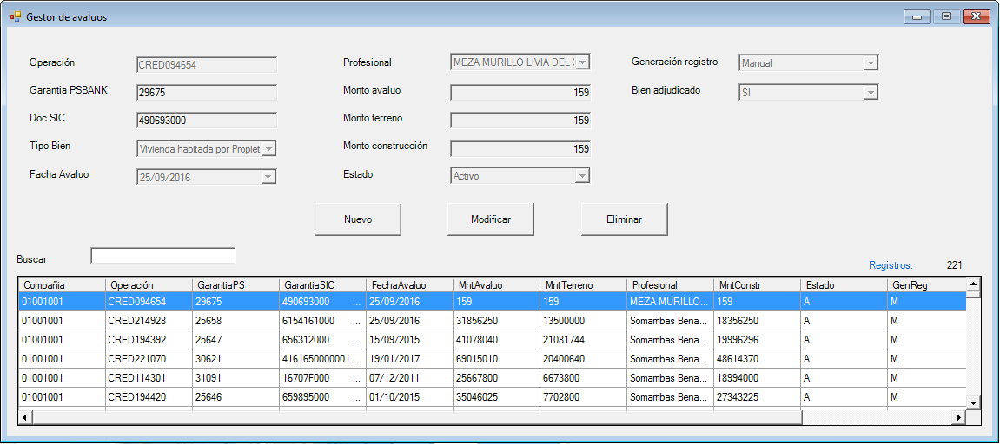 Gestor de avaluos
Operación CRED094654 Profesional MEZA MURILLO LIVIA DEL Generación registro Manual
Garantia PSBANK 29675 Monto avaluo 159 Bien adjudicado SI
Doc SIC 490693000 Monto terreno 159
Tipo Bien Vivienda habitada por Propiet Monto construcción 159
Facha Avaluo 25/09/2016 Estado Activo
Nuevo Modificar Eliminar
Buscar Registros: 221
Compañia Operación GarantiaPS GarantiaSIC FechaAvaluo MntAvaluo MntTerreno Profesional MntConstr Estado GenReg
01001001 CRED094654 29675 490693000 ... 25/09/2016 159 159 MEZA MURILLO... 159 A M
01001001 CRED214928 25658 6154161000 ... 25/09/2016 31856250 13500000 Somarribas Bena... 18356250 A M
01001001 CRED194392 25647 656312000 ... 15/09/2015 41078040 21081744 Somarribas Bena... 19996296 A M
01001001 CRED221070 30621 4161650000001... 19/01/2017 69015010 20400640 Somarribas Bena... 48614370 A M
01001001 CRED114301 31091 16707F000 ... 07/12/2011 25667800 6673800 Somarribas Bena... 18994000 A M
01001001 CRED194420 25646 659895000 ... 01/10/2015 35046025 7702800 Somarribas Bena... 27343225 A M